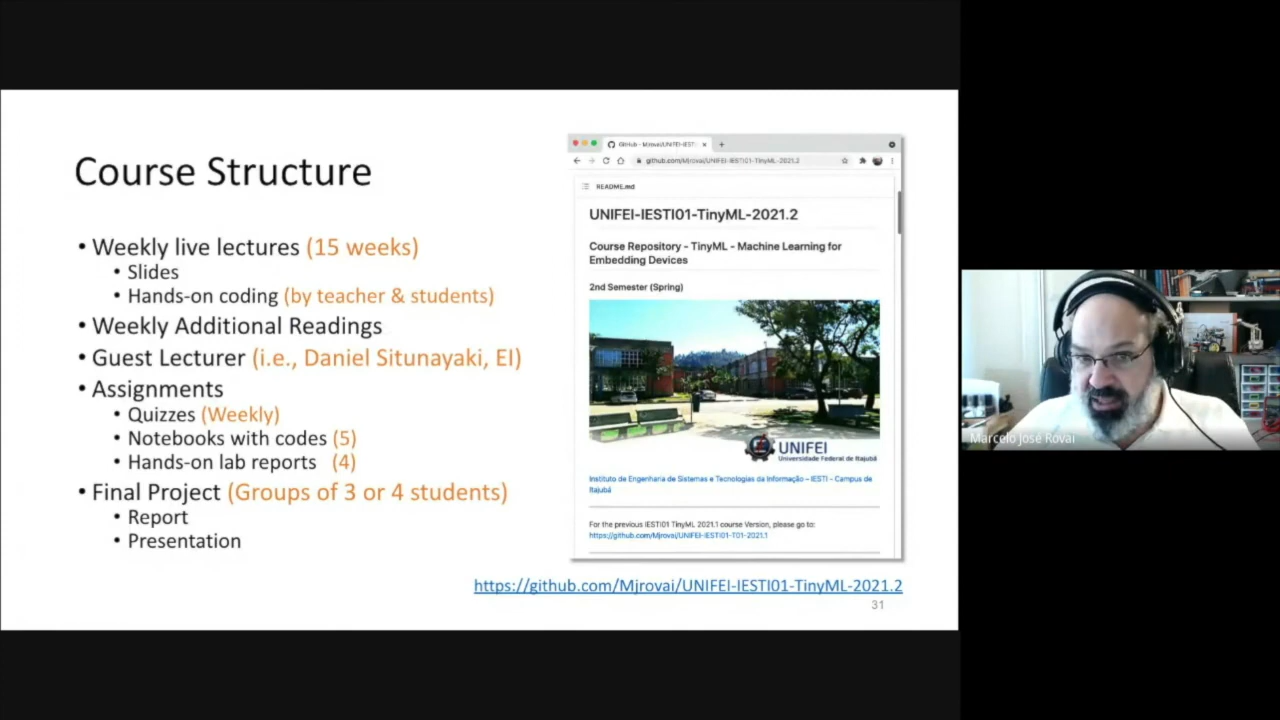 Course Structure
• Weekly live lectures (15 weeks)
• Slides
• Hands-on coding (by teacher & students)
• Weekly Additional Readings
• Guest Lecturer (i.e., Daniel Situnayaki, EI)
• Assignments
• Quizzes (Weekly)
• Notebooks with codes (5)
• Hands-on lab reports (4)
• Final Project (Groups of 3 or 4 students)
• Report
• Presentation
GitHub - Mjrovai/UNIFEI-IESTI
github.com/Mjrovai/UNIFEI-IESTI01-TinyML-2021.2
README.md
UNIFEI-IESTI01-TinyML-2021.2
Course Repository - TinyML - Machine Learning for
Embedding Devices
2nd Semester (Spring)
UNIFEI
Universidade Federal de Itajubá
Instituto de Engenharia de Sistemas e Tecnologias da Informação – IESTI - Campus de
Itajubá
For the previous IESTI01 TinyML 2021.1 course Version, please go to:
https://github.com/Mjrovai/UNIFEI-IESTI01-T01-2021.1
https://github.com/Mjrovai/UNIFEI-IESTI01-TinyML-2021.2
31
Marcelo José Rovai